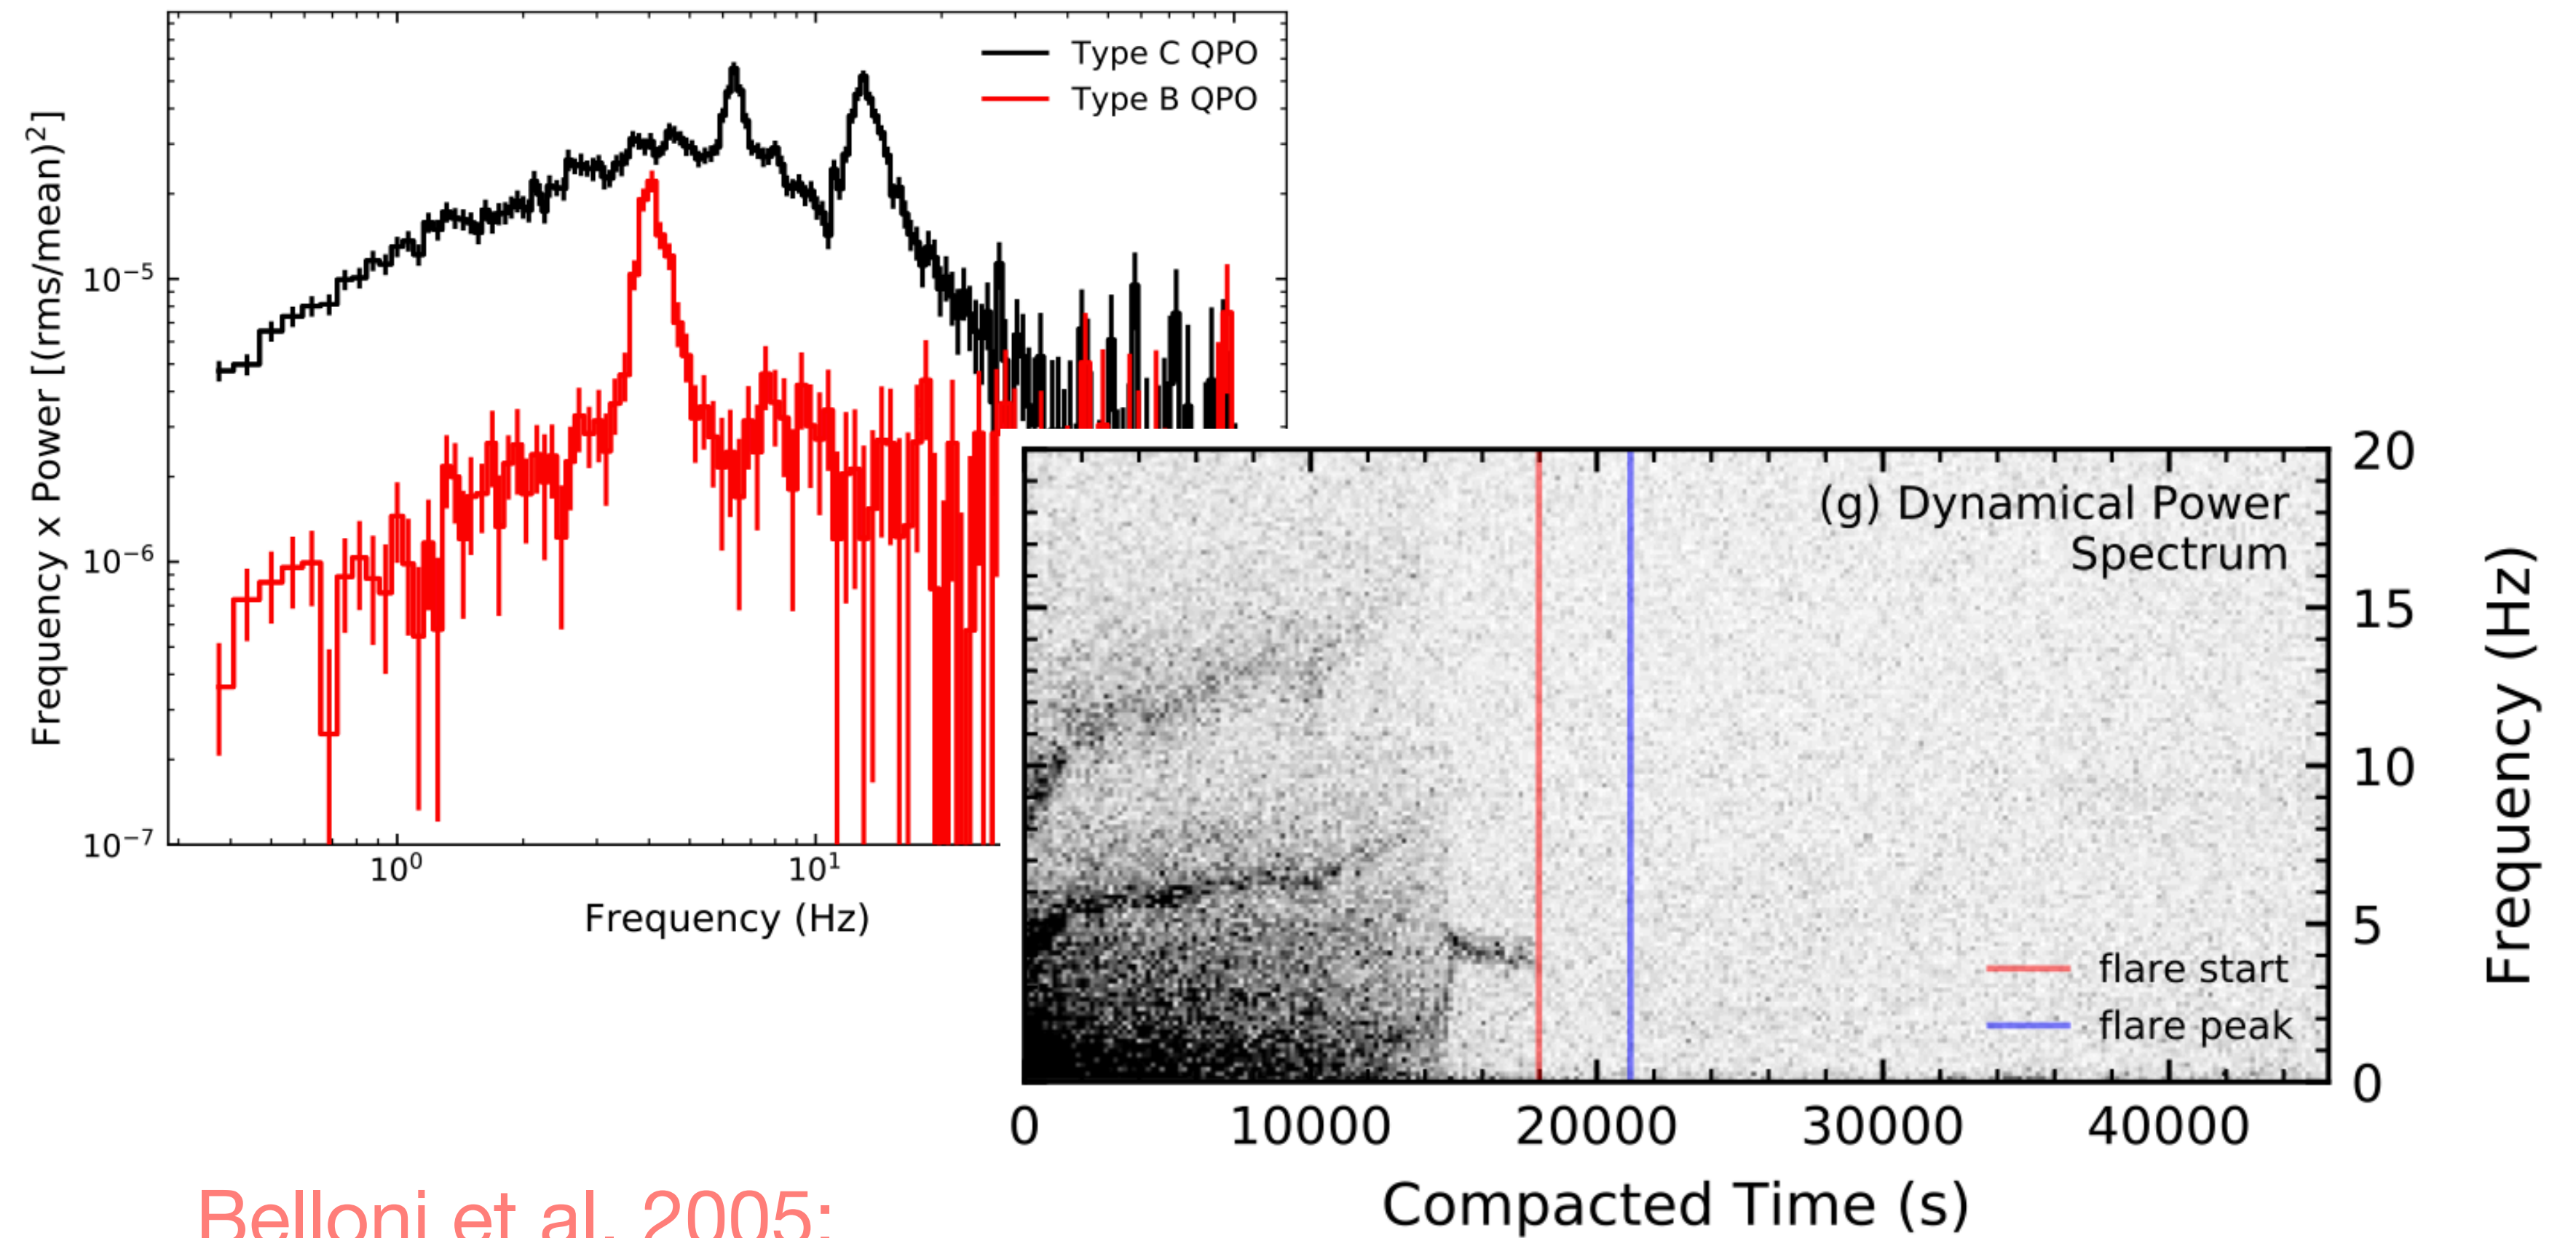 Type C QPO
Type B QPO
Frequency x Power [(rms/mean)²]
10⁻⁵
10⁻⁶
10⁻⁷
10⁰
10¹
Frequency (Hz)
(g) Dynamical Power
Spectrum
flare start
flare peak
20
15
10
5
0
Frequency (Hz)
0
10000
20000
30000
40000
Compacted Time (s)
Belloni et al. 2005;